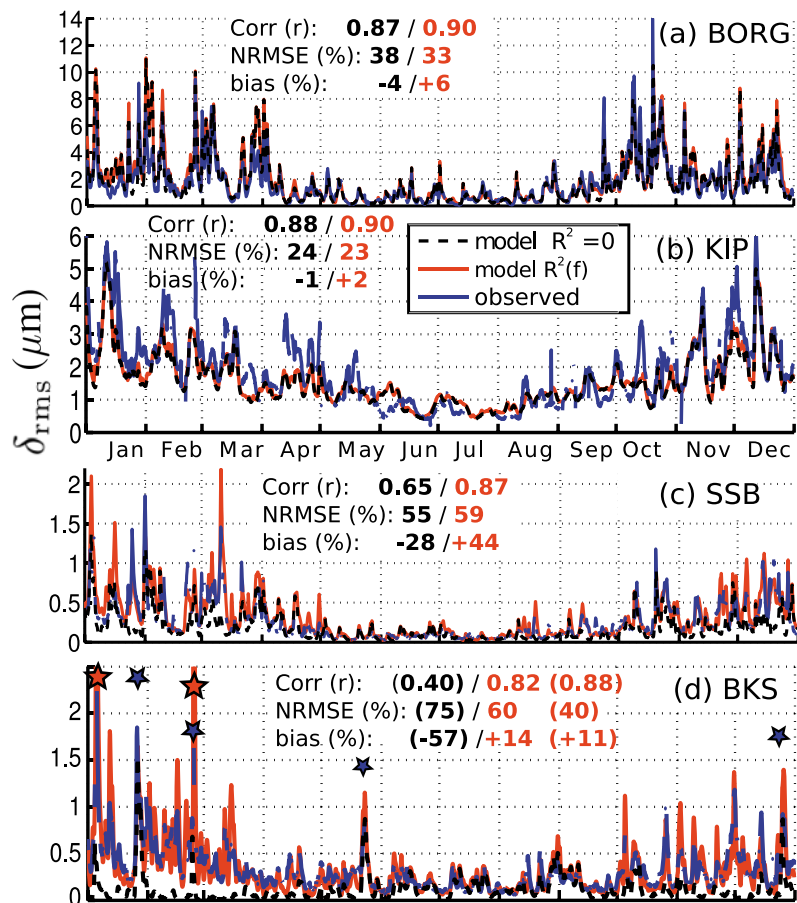 δrms (μm)
14
12
10
8
6
4
2
0
Corr (r): 0.87 / 0.90
NRMSE (%): 38 / 33
bias (%): -4 / +6
(a) BORG
6
5
4
3
2
1
0
Corr (r): 0.88 / 0.90
NRMSE (%): 24 / 23
bias (%): -1 / +2
(b) KIP
model R² =0
model R²(f)
observed
Jan Feb Mar Apr May Jun Jul Aug Sep Oct Nov Dec
2
1.5
1
0.5
0
Corr (r): 0.65 / 0.87
NRMSE (%): 55 / 59
bias (%): -28 / +44
(c) SSB
2
1.5
1
0.5
0
Corr (r): (0.40) / 0.82 (0.88)
NRMSE (%): (75) / 60 (40)
bias (%): (-57) / +14 (+11)
(d) BKS